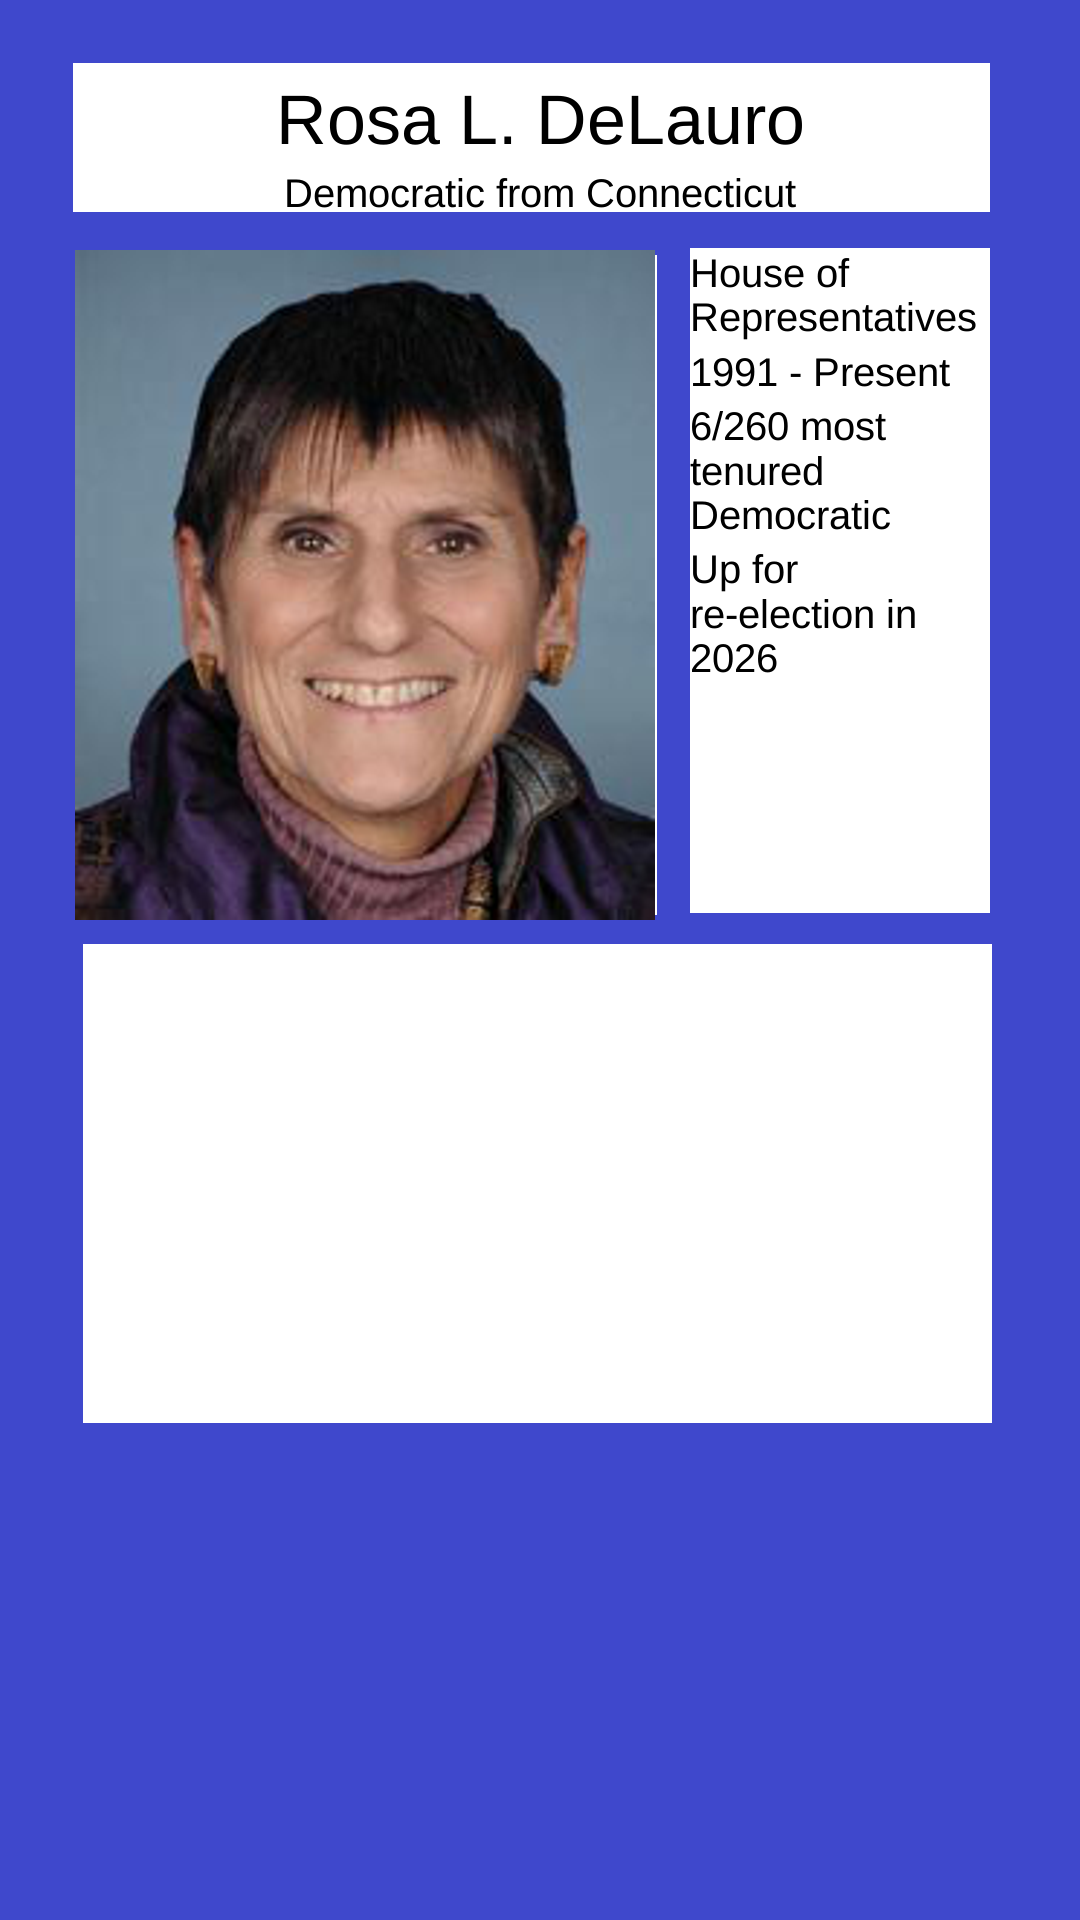 Rosa L. DeLauro
Democratic from Connecticut
House of
Representatives
1991 - Present
6/260 most
tenured
Democratic
Up for
re-election in
2026